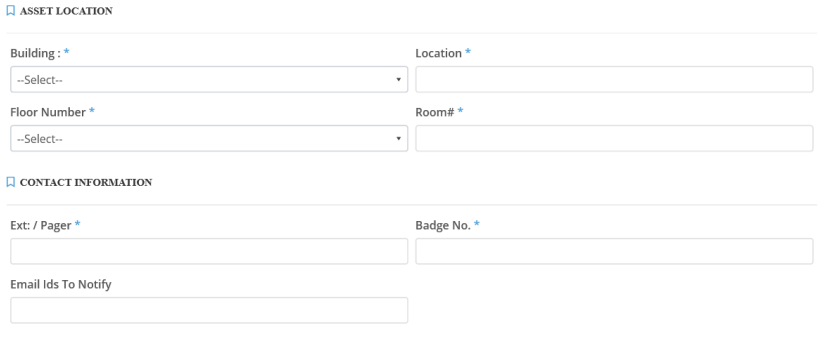 ASSET LOCATION
Building : * Location *
--Select--
Floor Number * Room# *
--Select--
CONTACT INFORMATION
Ext: / Pager * Badge No. *
Email Ids To Notify